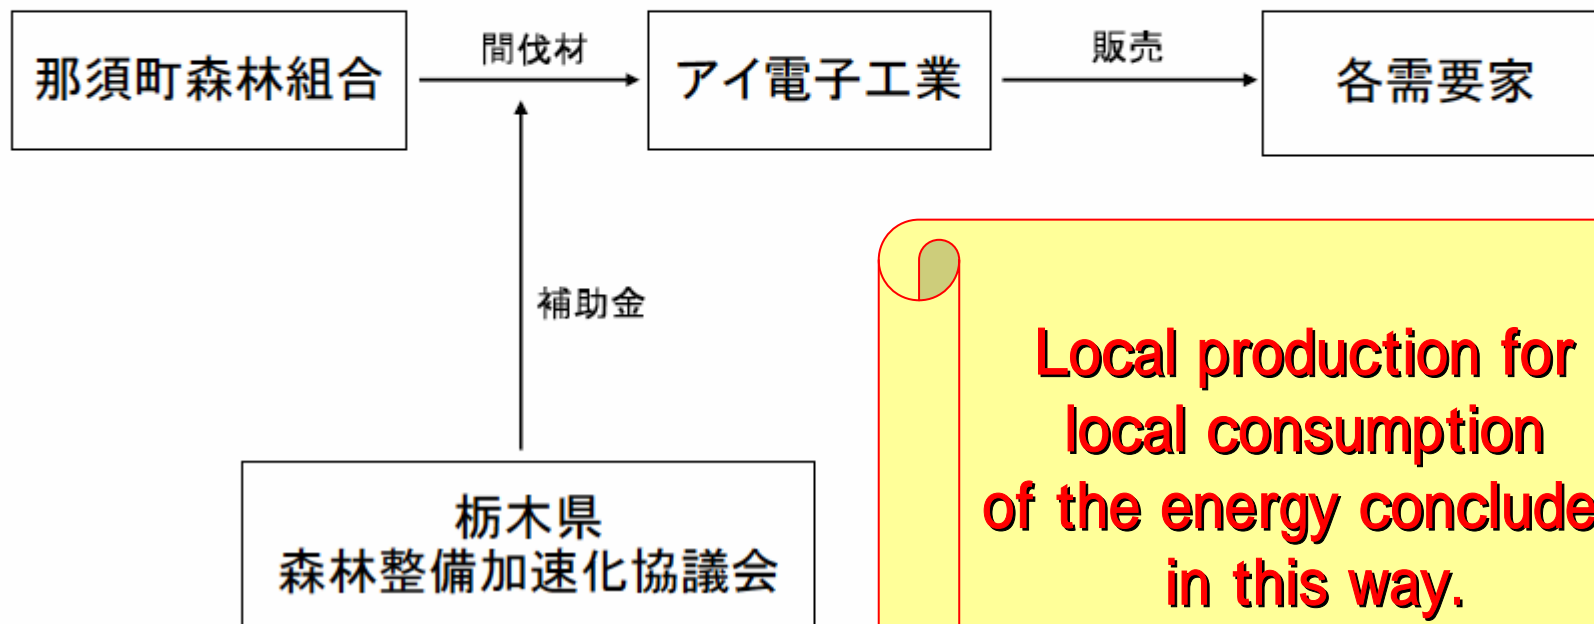 那須町森林組合
間伐材
アイ電子工業
販売
各需要家
補助金
栃木県
森林整備加速化協議会
Local production for
local consumption
of the energy conclude
in this way.